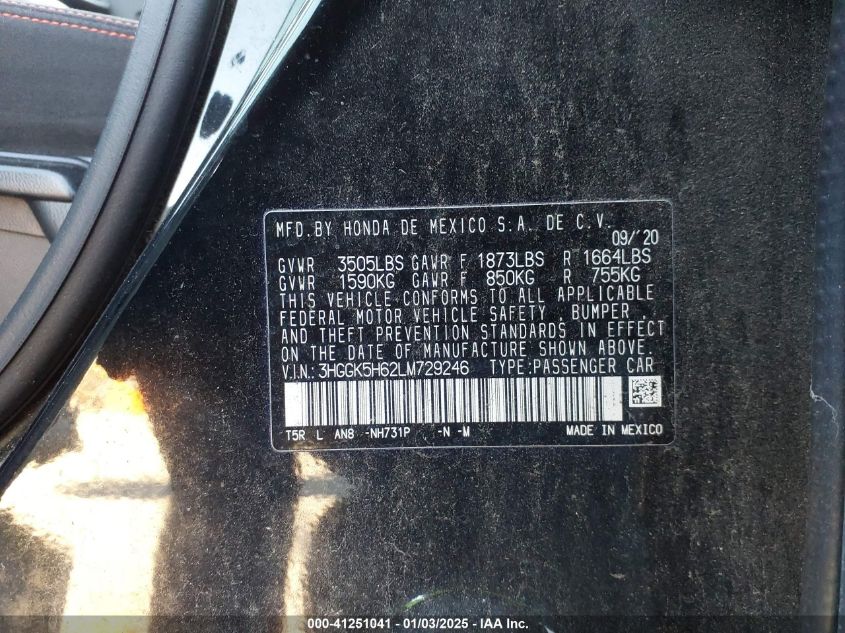 MFD. BY HONDA DE MEXICO S.A. DE C.V.
09/'20
GVWR 3505LBS GAWR F 1873LBS R 1664LBS
GVWR 1590KG GAWR F 850KG R 755KG
THIS VEHICLE CONFORMS TO ALL APPLICABLE
FEDERAL MOTOR VEHICLE SAFETY, BUMPER,
AND THEFT PREVENTION STANDARDS IN EFFECT
ON THE DATE OF MANUFACTURE SHOWN ABOVE.
V.I.N.: 3HGGK5H62LM729246 TYPE:PASSENGER CAR
T5R L AN8 -NH731P -N -M MADE IN MEXICO
000-41251041 - 01/03/2025 - IAA Inc.